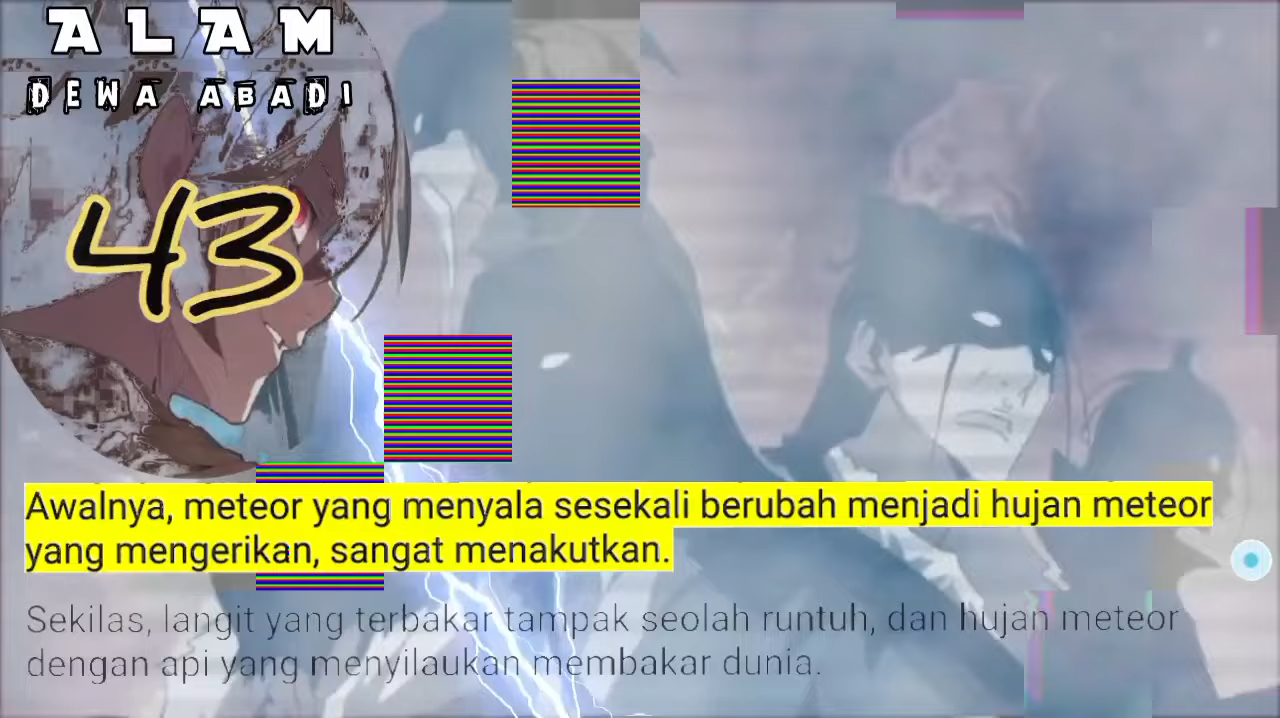 ALAM
DEWA ABADI
43
Awalnya, meteor yang menyala sesekali berubah menjadi hujan meteor
yang mengerikan, sangat menakutkan.
Sekilas, langit yang terbakar tampak seolah runtuh, dan hujan meteor
dengan api yang menyilaukan membakar dunia.